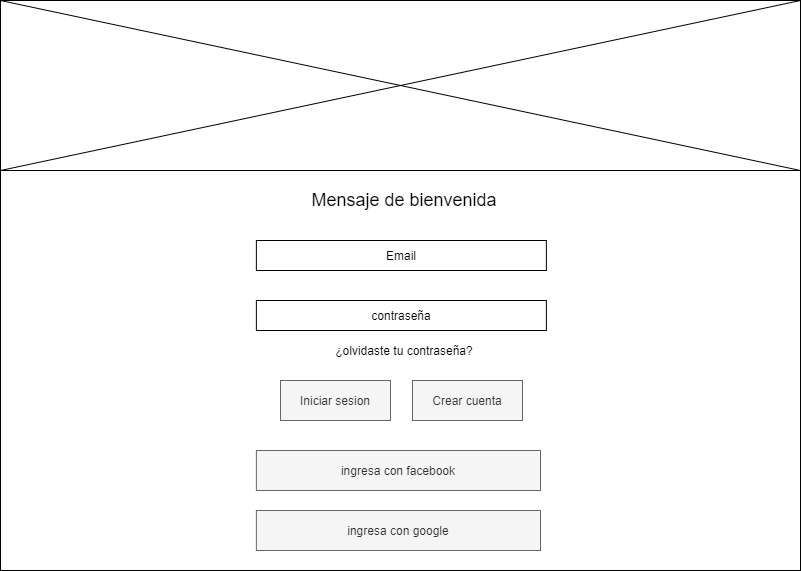 Mensaje de bienvenida
Email
contraseña
¿olvidaste tu contraseña?
Iniciar sesion
Crear cuenta
ingresa con facebook
ingresa con google